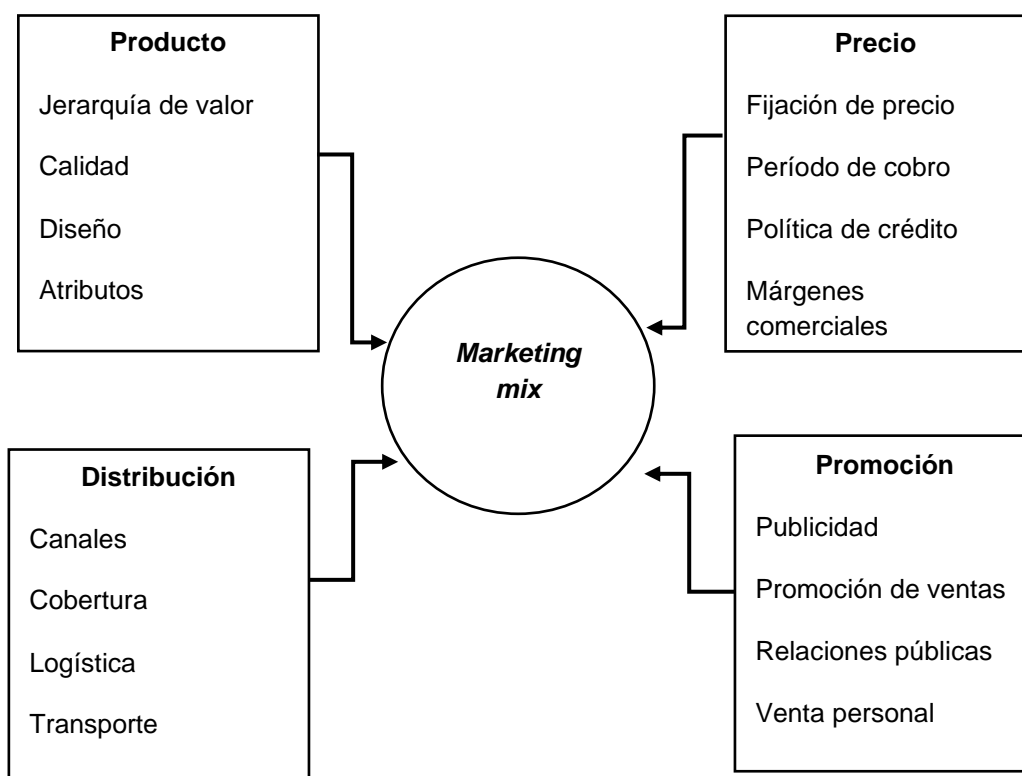 Producto
Jerarquía de valor
Calidad
Diseño
Atributos
Precio
Fijación de precio
Período de cobro
Política de crédito
Márgenes
comerciales
Marketing
mix
Distribución
Canales
Cobertura
Logística
Transporte
Promoción
Publicidad
Promoción de ventas
Relaciones públicas
Venta personal